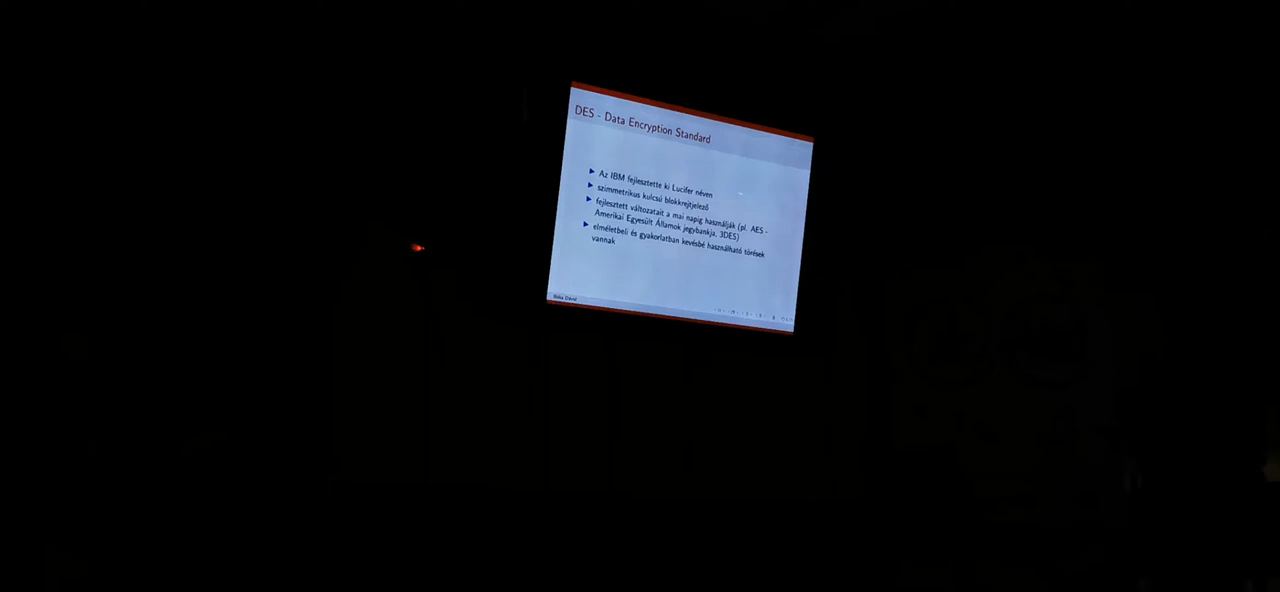 DES - Data Encryption Standard
Az IBM fejlesztette ki Lucifer néven
szimmetrikus kulcsú blokkrejtjelező
fejlesztett változatait a mai napig használják (pl. AES -
Amerikai Egyesült Államok jegybankja, 3DES)
elméletbeli és gyakorlatban kevésbé használható törések
vannak
Dávid